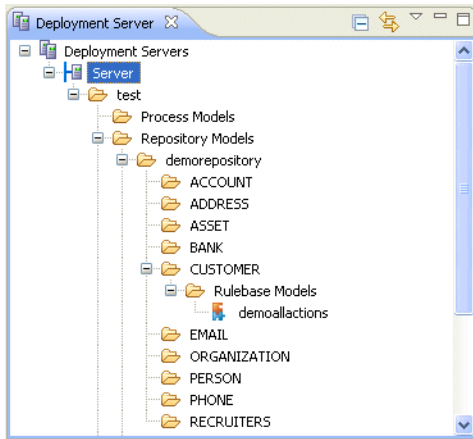 Deployment Server
Deployment Servers
Server
test
Process Models
Repository Models
demorepository
ACCOUNT
ADDRESS
ASSET
BANK
CUSTOMER
Rulebase Models
demoallactions
EMAIL
ORGANIZATION
PERSON
PHONE
RECRUITERS